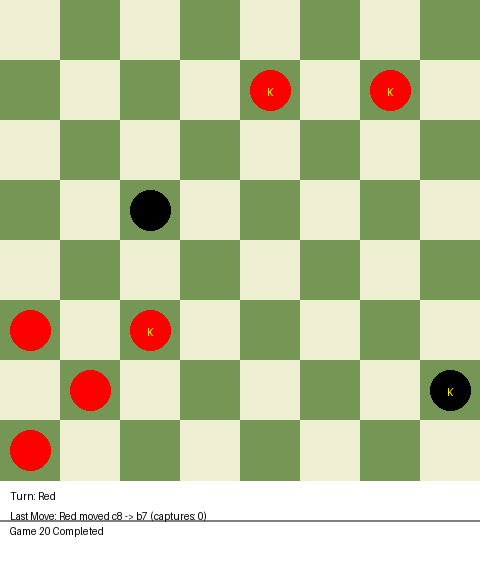 K K
K
K
Turn: Red
Last Move: Red moved c8 -> b7 (captures: 0)
Game 20 Completed